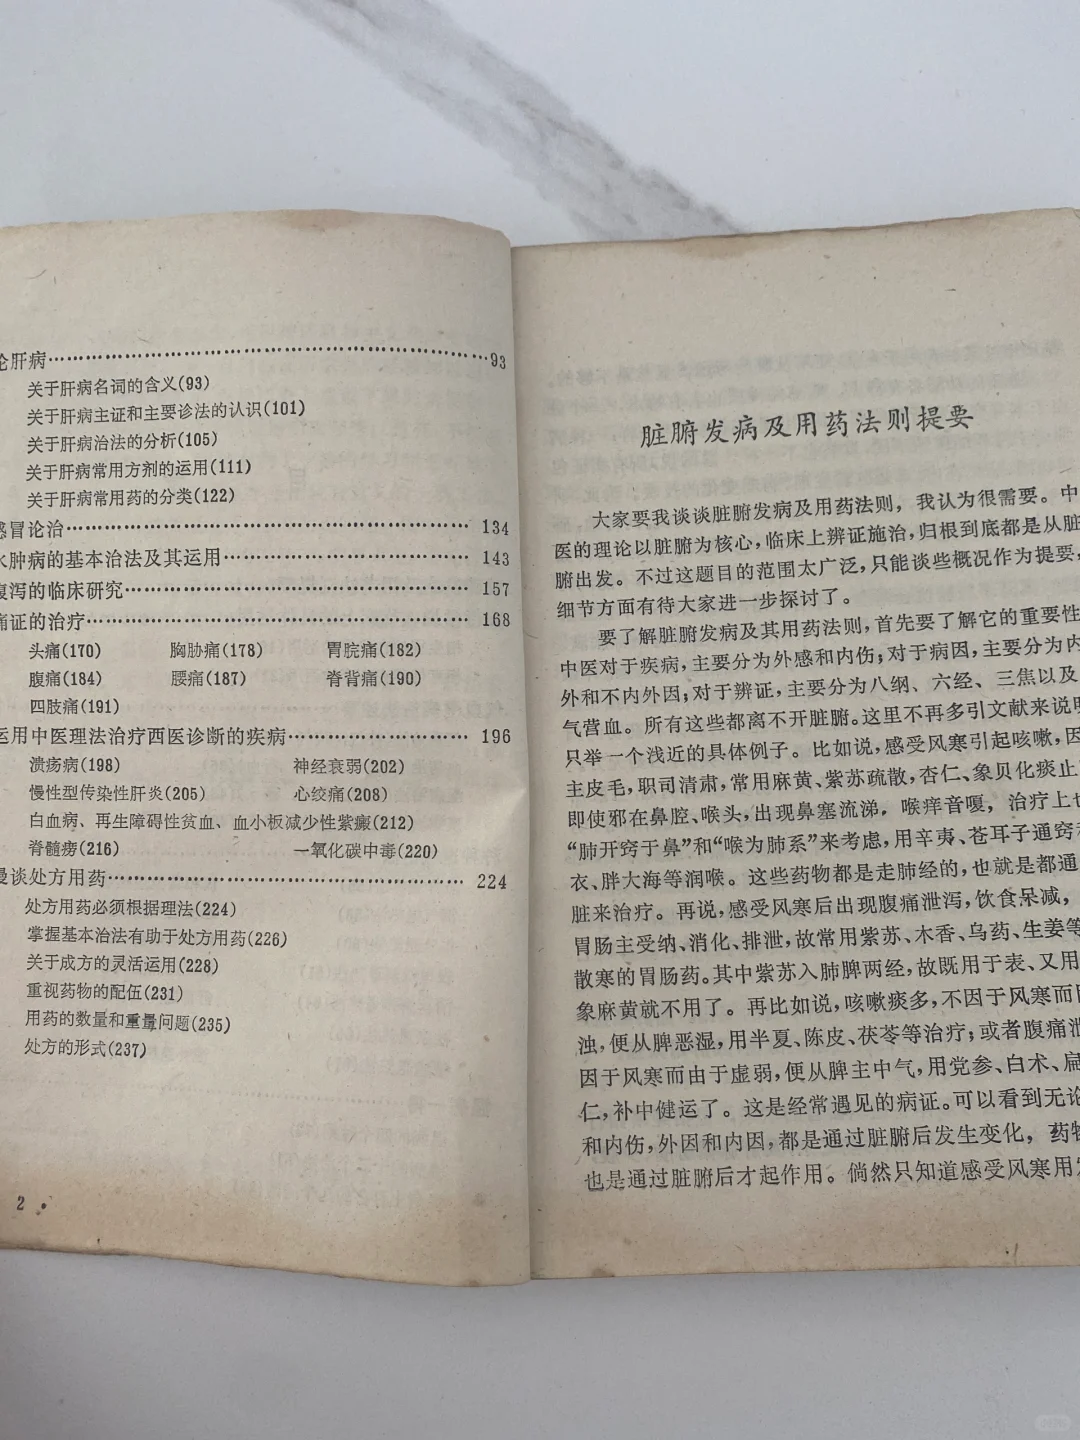 论肝病……93
关于肝病名词的含义(93)
关于肝病主证和主要诊法的认识(101)
关于肝病治法的分析(105)
关于肝病常用方剂的运用(111)
关于肝病常用药的分类(122)
感冒论治……134
水肿病的基本治法及其运用……143
腹泻的临床研究……157
痛证的治疗……168
头痛(170) 胸胁痛(178) 胃脘痛(182)
腹痛(184) 腰痛(187) 脊背痛(190)
四肢痛(191)
运用中医理法治疗西医诊断的疾病……196
溃疡病(198) 神经衰弱(202)
慢性型传染性肝炎(205) 心绞痛(208)
白血病、再生障碍性贫血、血小板减少性紫癜(212)
脊髓痨(216) 一氧化碳中毒(220)
漫谈处方用药……224
处方用药必须根据理法(224)
掌握基本治法有助于处方用药(226)
关于成方的灵活运用(228)
重视药物的配伍(231)
用药的数量和重量问题(235)
处方的形式(237)
2 ·
脏腑发病及用药法则提要
大家要我谈谈脏腑发病及用药法则，我认为很需要。中
医的理论以脏腑为核心，临床上辨证施治，归根到底都是从脏
腑出发。不过这题目的范围太广泛，只能谈些概况作为提要，
细节方面有待大家进一步探讨了。
要了解脏腑发病及其用药法则，首先要了解它的重要性
中医对于疾病，主要分为外感和内伤；对于病因，主要分为内
外和不内外因；对于辨证，主要分为八纲、六经、三焦以及
气营血。所有这些都离不开脏腑。这里不再多引文献来说明
只举一个浅近的具体例子。比如说，感受风寒引起咳嗽，因
主皮毛，职司清肃，常用麻黄、紫苏疏散，杏仁、象贝化痰止
即使邪在鼻腔、喉头，出现鼻塞流涕，喉痒音嗄，治疗上也
“肺开窍于鼻”和“喉为肺系”来考虑，用辛夷、苍耳子通窍
衣、胖大海等润喉。这些药物都是走肺经的，也就是都通
脏来治疗。再说，感受风寒后出现腹痛泄泻，饮食呆减，
胃肠主受纳、消化、排泄，故常用紫苏、木香、乌药、生姜等
散寒的胃肠药。其中紫苏入肺脾两经，故既用于表、又用
象麻黄就不用了。再比如说，咳嗽痰多，不因于风寒而
浊，便从脾恶湿，用半夏、陈皮、茯苓等治疗；或者腹痛泄
因于风寒而由于虚弱，便从脾主中气，用党参、白术、扁
仁，补中健运了。这是经常遇见的病证。可以看到无论
和内伤，外因和内因，都是通过脏腑后发生变化，药物
也是通过脏腑后才起作用。倘然只知道感受风寒用